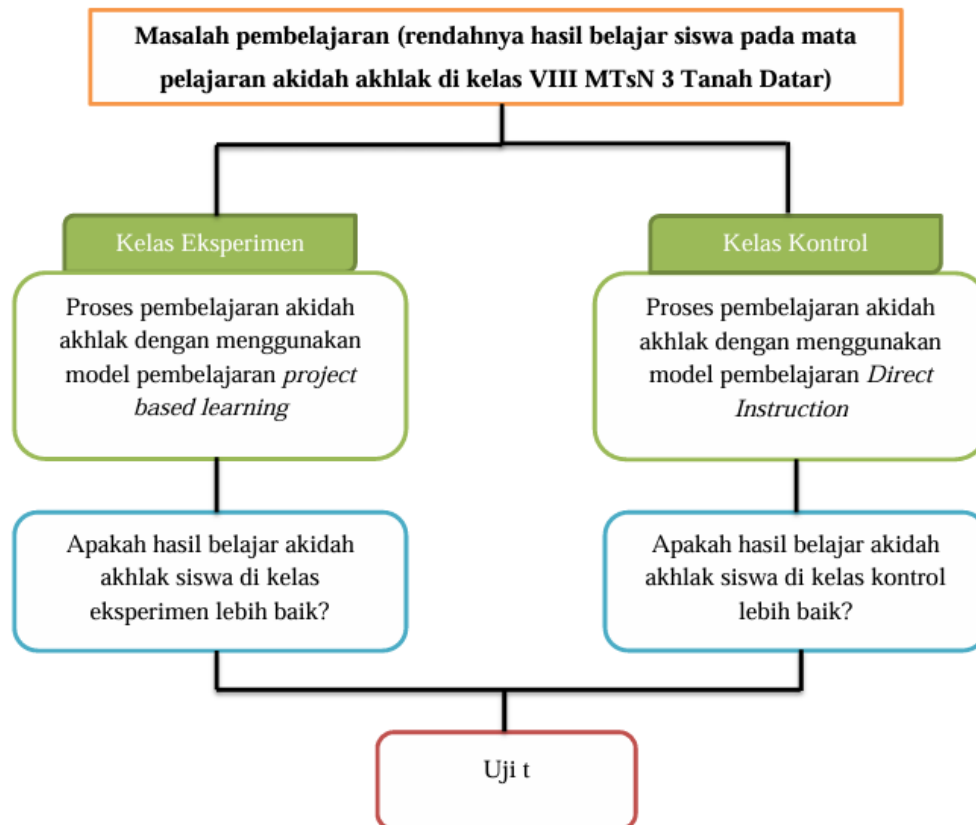 Masalah pembelajaran (rendahnya hasil belajar siswa pada mata
pelajaran akidah akhlak di kelas VIII MTsN 3 Tanah Datar)
Kelas Eksperimen
Proses pembelajaran akidah
akhlak dengan menggunakan
model pembelajaran project
based learning
Kelas Kontrol
Proses pembelajaran akidah
akhlak dengan menggunakan
model pembelajaran Direct
Instruction
Apakah hasil belajar akidah
akhlak siswa di kelas
eksperimen lebih baik?
Apakah hasil belajar akidah
akhlak siswa di kelas kontrol
lebih baik?
Uji t